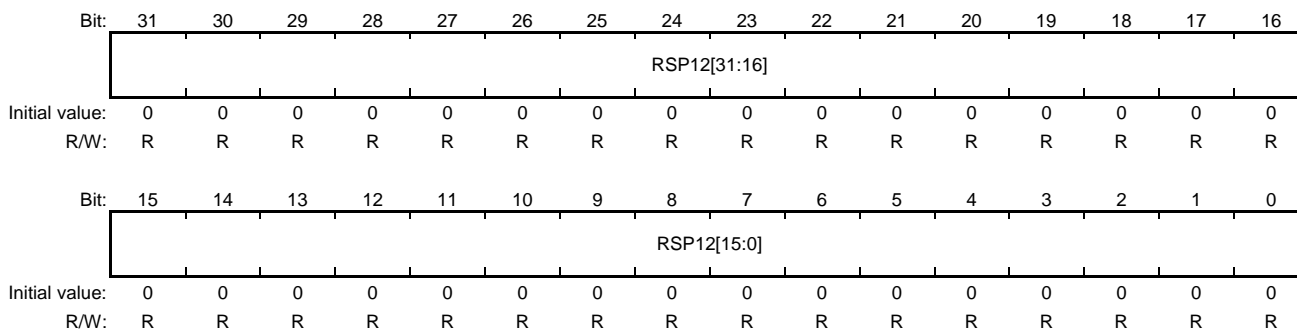 Bit: 31 30 29 28 27 26 25 24 23 22 21 20 19 18 17 16
RSP12[31:16]
Initial value: 0 0 0 0 0 0 0 0 0 0 0 0 0 0 0 0
R/W: R R R R R R R R R R R R R R R R
Bit: 15 14 13 12 11 10 9 8 7 6 5 4 3 2 1 0
RSP12[15:0]
Initial value: 0 0 0 0 0 0 0 0 0 0 0 0 0 0 0 0
R/W: R R R R R R R R R R R R R R R R